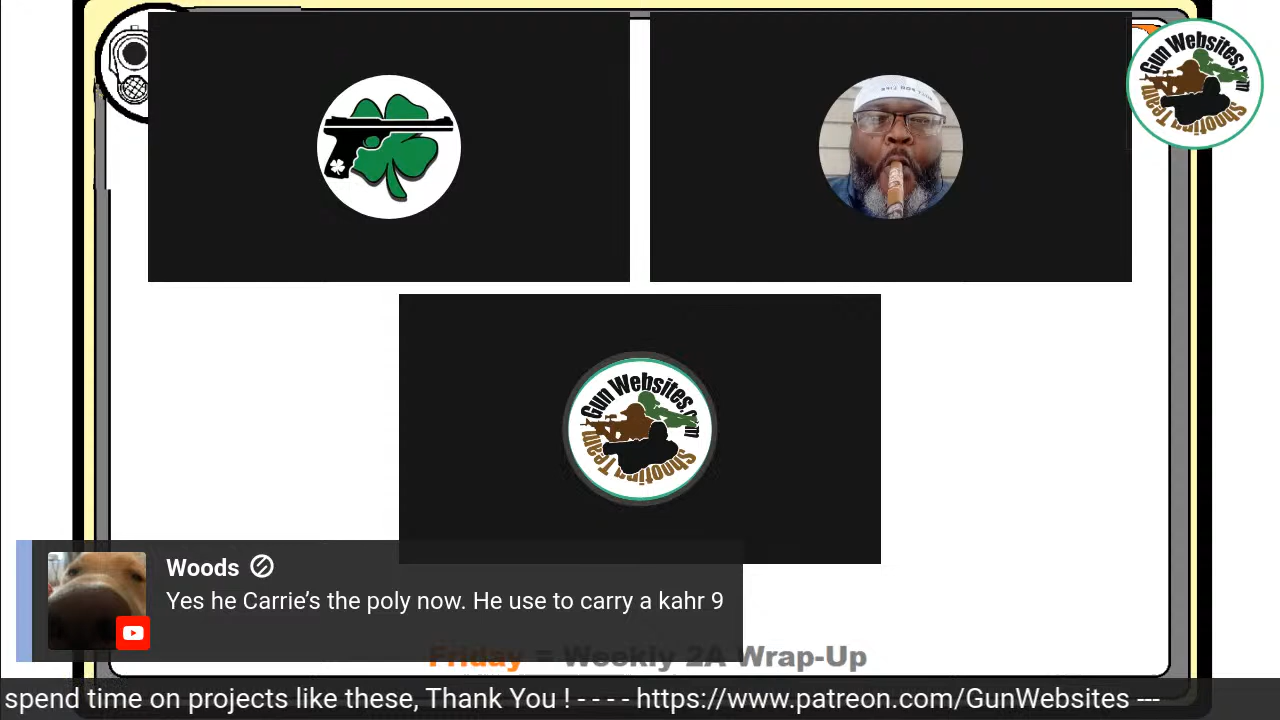 Gun Websites.com
Shooting Team
Gun Websites.com
Shooting Team
Woods
Yes he Carrie’s the poly now. He use to carry a kahr 9
Friday = Weekly 2A Wrap-Up
spend time on projects like these, Thank You ! - - - - https://www.patreon.com/GunWebsites ---